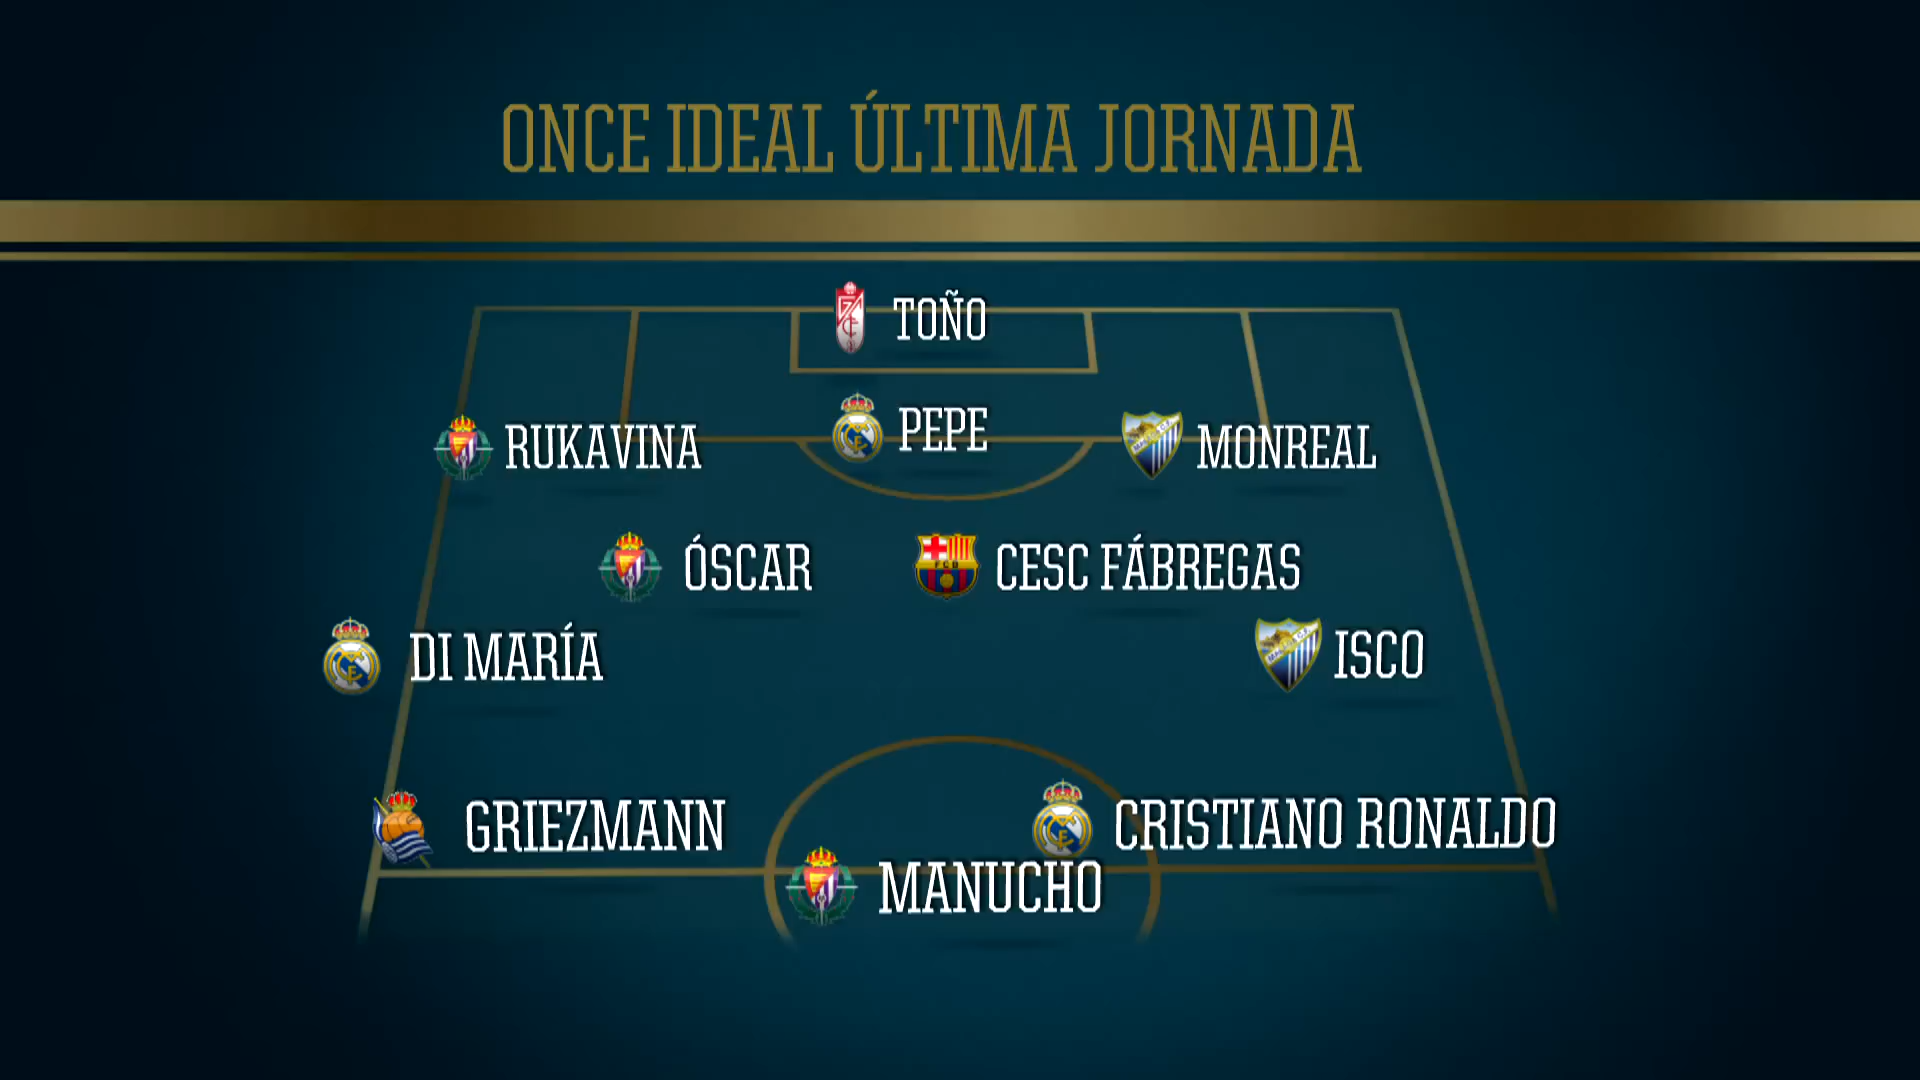 ONCE IDEAL ÚLTIMA JORNADA
TOÑO
RUKAVINA
PEPE
MONREAL
ÓSCAR
CESC FÁBREGAS
DI MARÍA
ISCO
GRIEZMANN
CRISTIANO RONALDO
MANUCHO